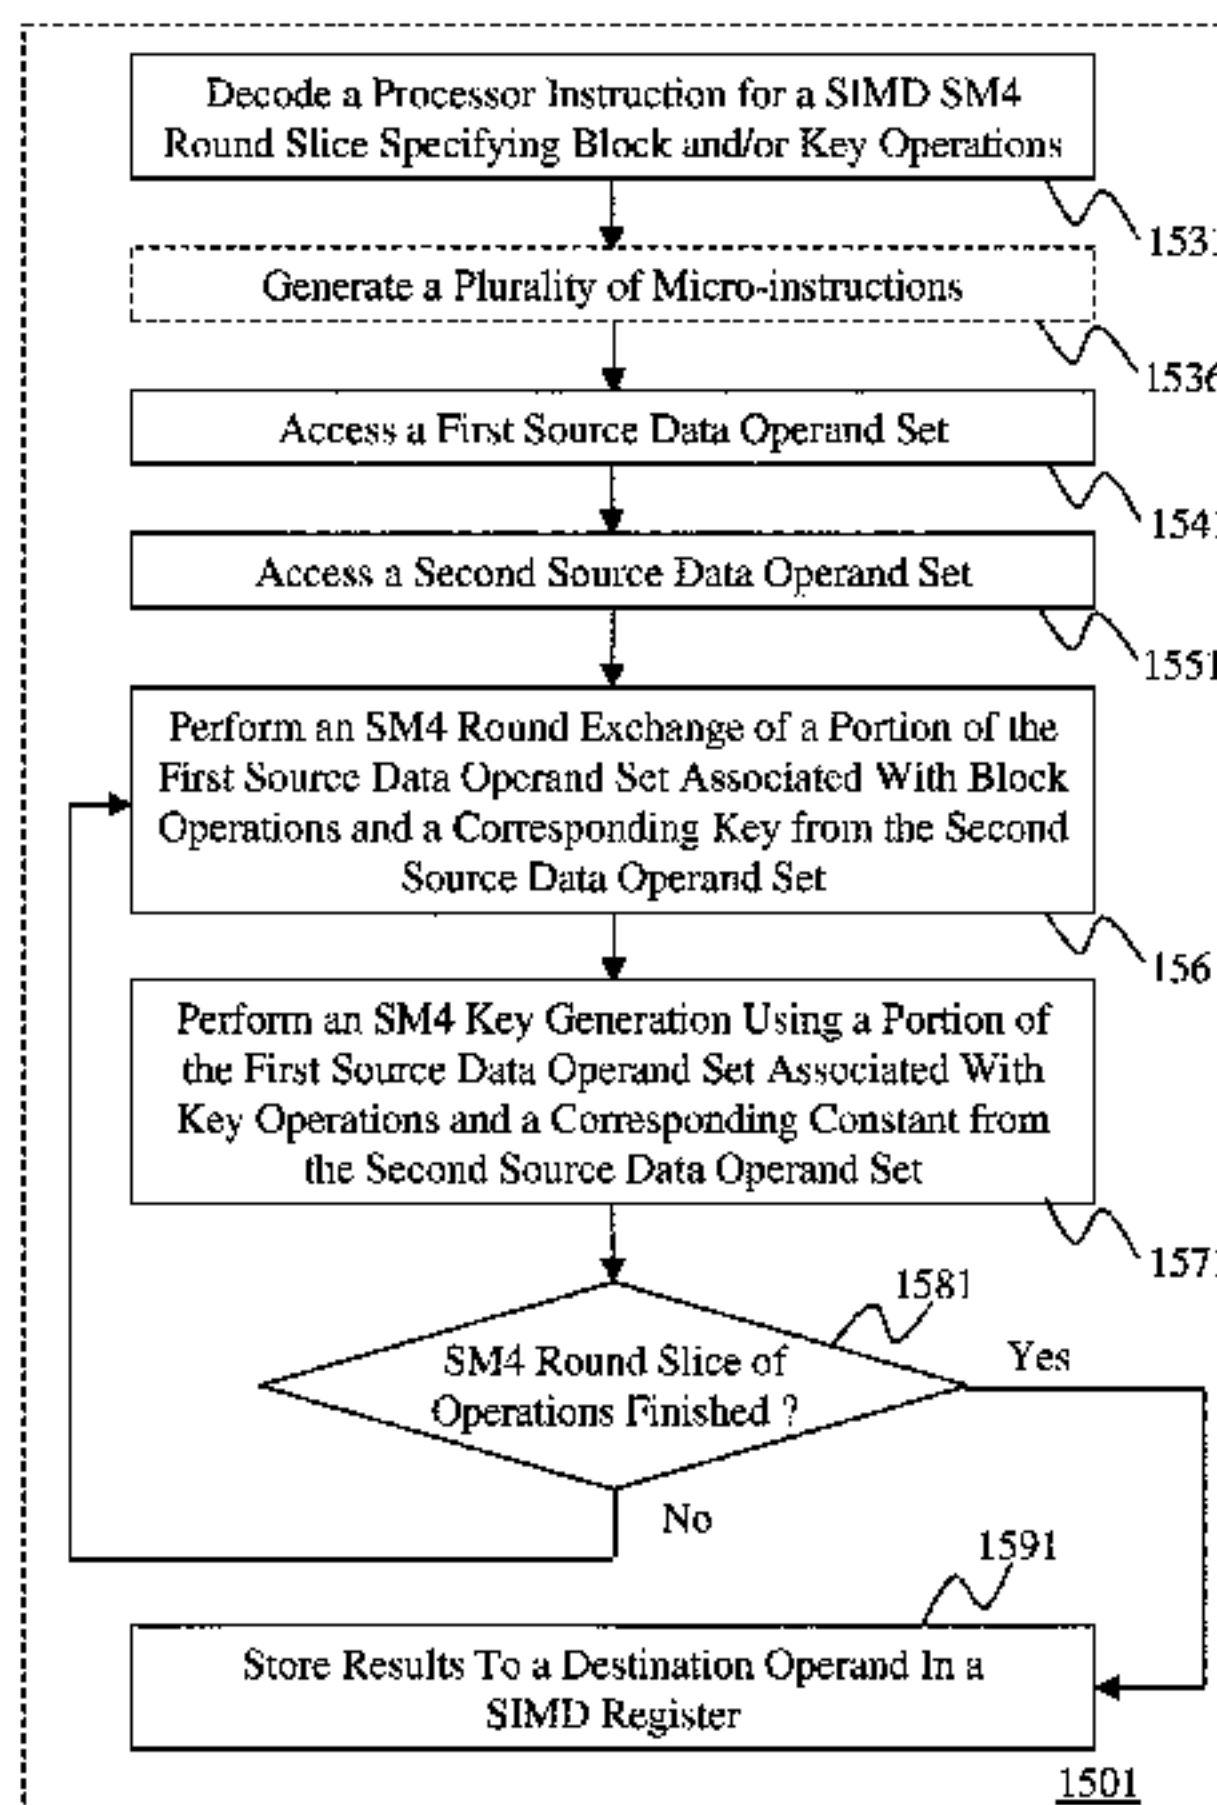 Decode a Processor Instruction for a SIMD SM4
Round Slice Specifying Block and/or Key Operations
1531
Generate a Plurality of Micro-instructions
1536
Access a First Source Data Operand Set
1541
Access a Second Source Data Operand Set
1551
Perform an SM4 Round Exchange of a Portion of the
First Source Data Operand Set Associated With Block
Operations and a Corresponding Key from the Second
Source Data Operand Set
156
Perform an SM4 Key Generation Using a Portion of
the First Source Data Operand Set Associated With
Key Operations and a Corresponding Constant from
the Second Source Data Operand Set
1571
1581
SM4 Round Slice of
Operations Finished ?
Yes
No
1591
Store Results To a Destination Operand In a
SIMD Register
1501